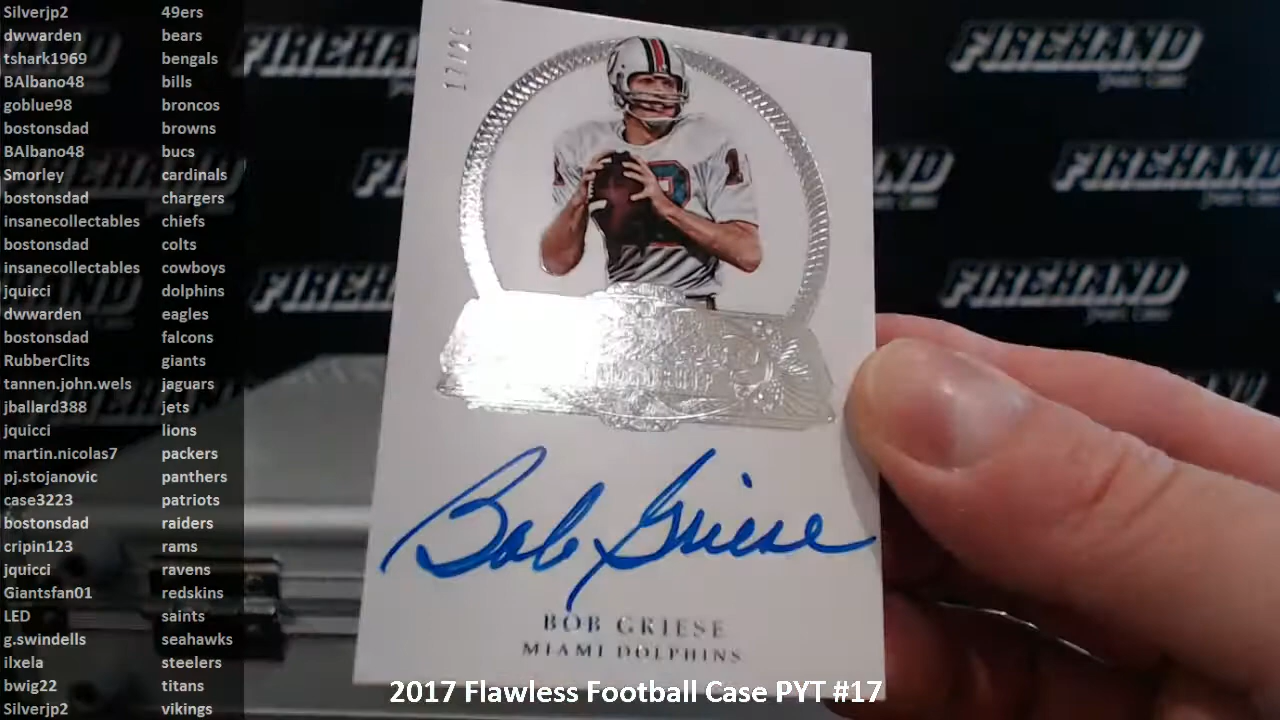 Silverjp2 49ers
dwwarden bears
tshark1969 bengals
BAlbano48 bills
goblue98 broncos
bostonsdad browns
BAlbano48 bucs
Smorley cardinals
bostonsdad chargers
insanecollectables chiefs
bostonsdad colts
insanecollectables cowboys
jquicci dolphins
dwwarden eagles
bostonsdad falcons
RubberClits giants
tannen.john.wels jaguars
jballard388 jets
jquicci lions
martin.nicolas7 packers
pj.stojanovic panthers
case3223 patriots
bostonsdad raiders
cripin123 rams
jquicci ravens
Giantsfan01 redskins
LED saints
g.swindells seahawks
ilxela steelers
bwig22 titans
Silverjp2 vikings
FIREHAND
FIREHAND
FIREHAND
FIREHAND
Bob Griese
BOB GRIESE
MIAMI DOLPHINS
2017 Flawless Football Case PYT #17